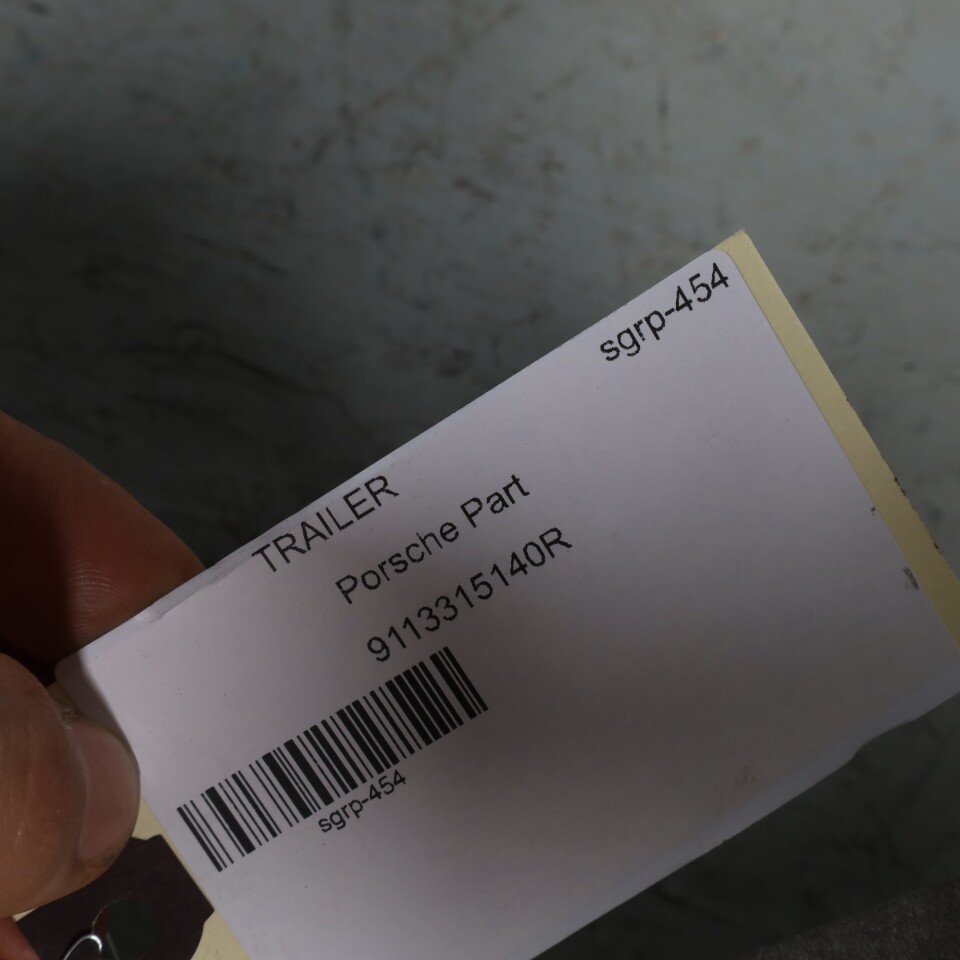 sgrp-454
TRAILER
Porsche Part
9113315140R
sgrp-454